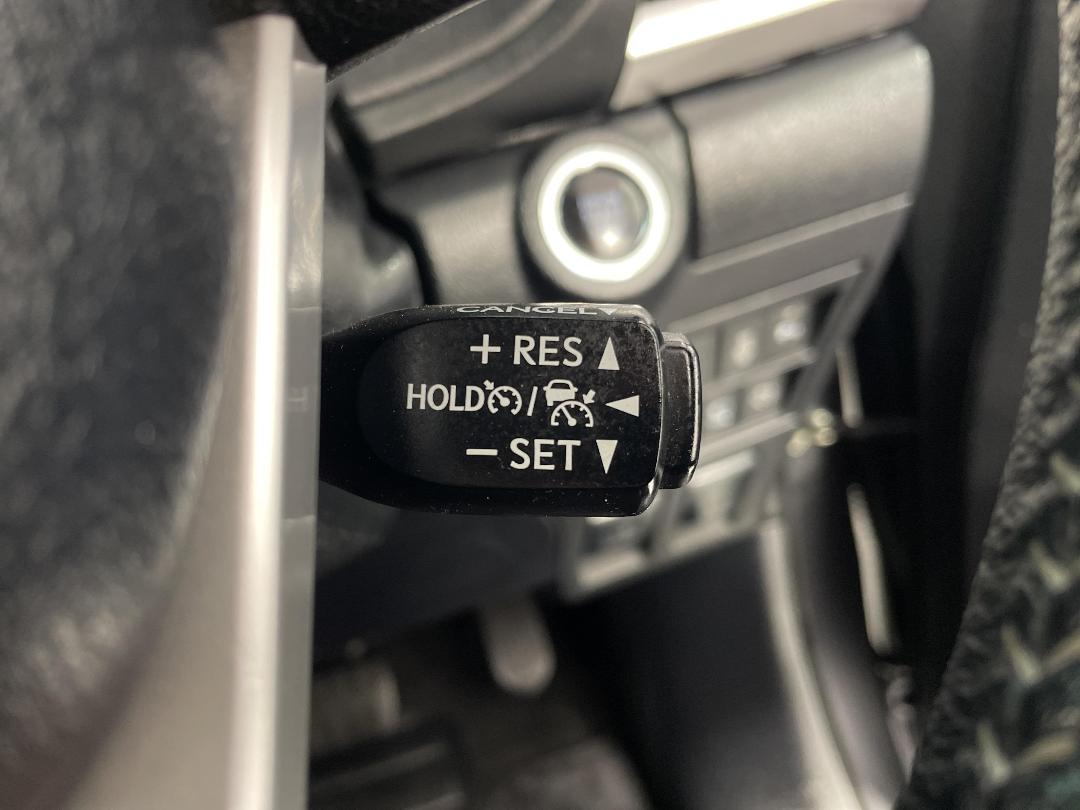 CANCEL▼
+ RES ▲
HOLD / ◀
− SET ▼